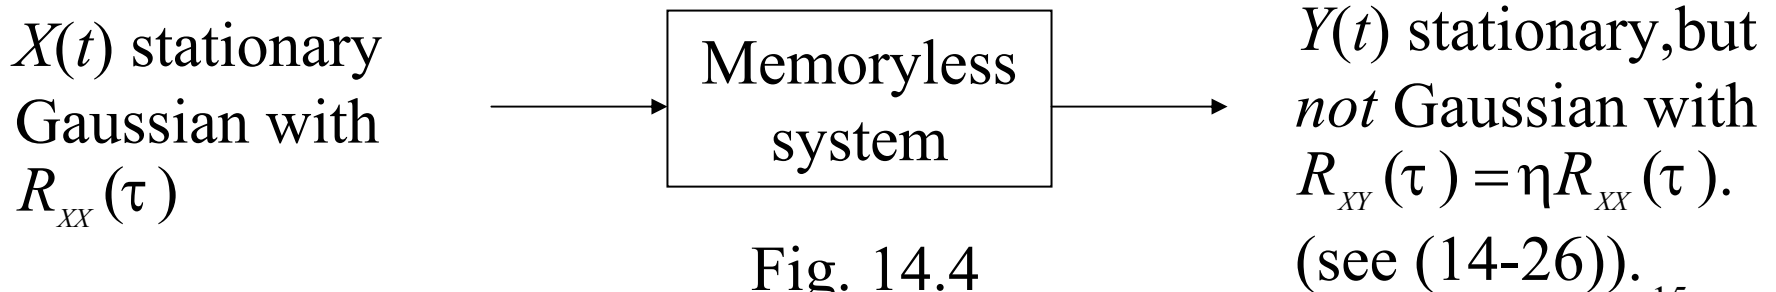 X(t) stationary
Gaussian with
R_XX(τ)
Memoryless
system
Fig. 14.4
Y(t) stationary,but
not Gaussian with
R_XY(τ) = ηR_XX(τ).
(see (14-26)).